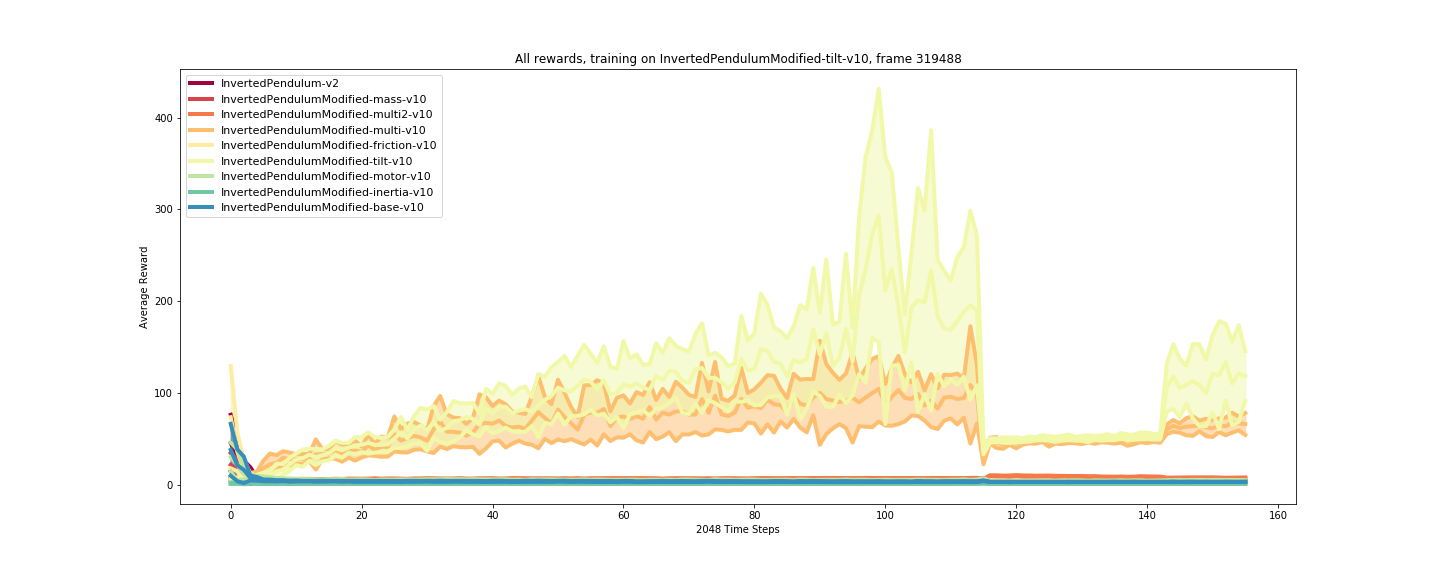 All rewards, training on InvertedPendulumModified-tilt-v10, frame 319488
InvertedPendulum-v2
InvertedPendulumModified-mass-v10
InvertedPendulumModified-multi2-v10
InvertedPendulumModified-multi-v10
InvertedPendulumModified-friction-v10
InvertedPendulumModified-tilt-v10
InvertedPendulumModified-motor-v10
InvertedPendulumModified-inertia-v10
InvertedPendulumModified-base-v10
Average Reward
400
300
200
100
0
0 20 40 60 80 100 120 140 160
2048 Time Steps